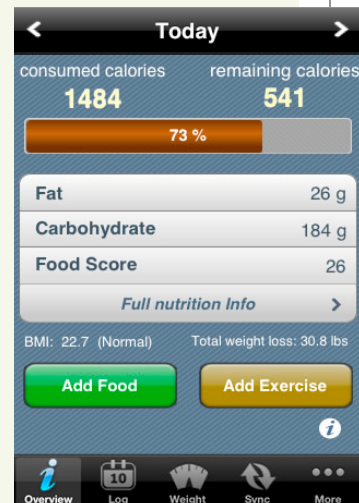 Today
consumed calories remaining calories
1484 541
73 %
Fat 26 g
Carbohydrate 184 g
Food Score 26
Full nutrition Info
BMI: 22.7 (Normal) Total weight loss: 30.8 lbs
Add Food Add Exercise
i
i 10
Overview Log Weight Sync More